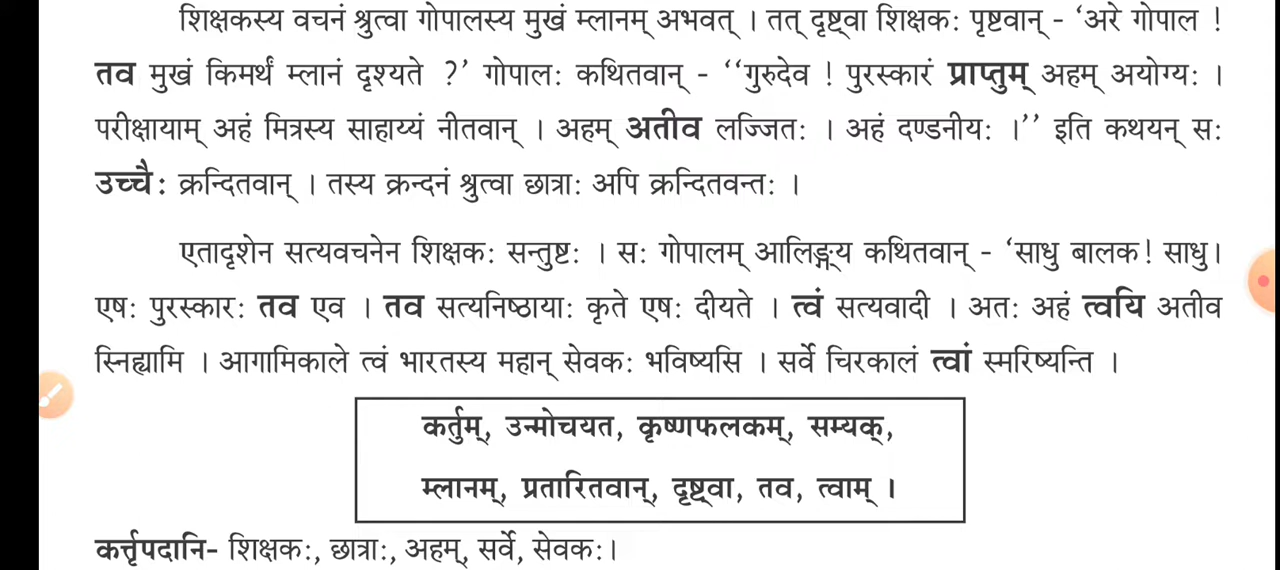 शिक्षकस्य वचनं श्रुत्वा गोपालस्य मुखं म्लानम् अभवत् । तत् दृष्ट्वा शिक्षकः पृष्टवान् - ‘अरे गोपाल !
तव मुखं किमर्थं म्लानं दृश्यते ?’ गोपालः कथितवान् - ‘‘गुरुदेव ! पुरस्कारं प्राप्तुम् अहम् अयोग्यः ।
परीक्षायाम् अहं मित्रस्य साहाय्यं नीतवान् । अहम् अतीव लज्जितः । अहं दण्डनीयः ।’’ इति कथयन् सः
उच्चैः क्रन्दितवान् । तस्य क्रन्दनं श्रुत्वा छात्राः अपि क्रन्दितवन्तः ।
एतादृशेन सत्यवचनेन शिक्षकः सन्तुष्टः । सः गोपालम् आलिङ्ग्य कथितवान् - ‘साधु बालक! साधु।
एषः पुरस्कारः तव एव । तव सत्यनिष्ठायाः कृते एषः दीयते । त्वं सत्यवादी । अतः अहं त्वयि अतीव
स्निह्यामि । आगामिकाले त्वं भारतस्य महान् सेवकः भविष्यसि । सर्वे चिरकालं त्वां स्मरिष्यन्ति ।
कर्तुम्, उन्मोचयत, कृष्णफलकम्, सम्यक्,
म्लानम्, प्रतारितवान्, दृष्ट्वा, तव, त्वाम् ।
कर्त्तृपदानि- शिक्षकः, छात्राः, अहम्, सर्वे, सेवकः।